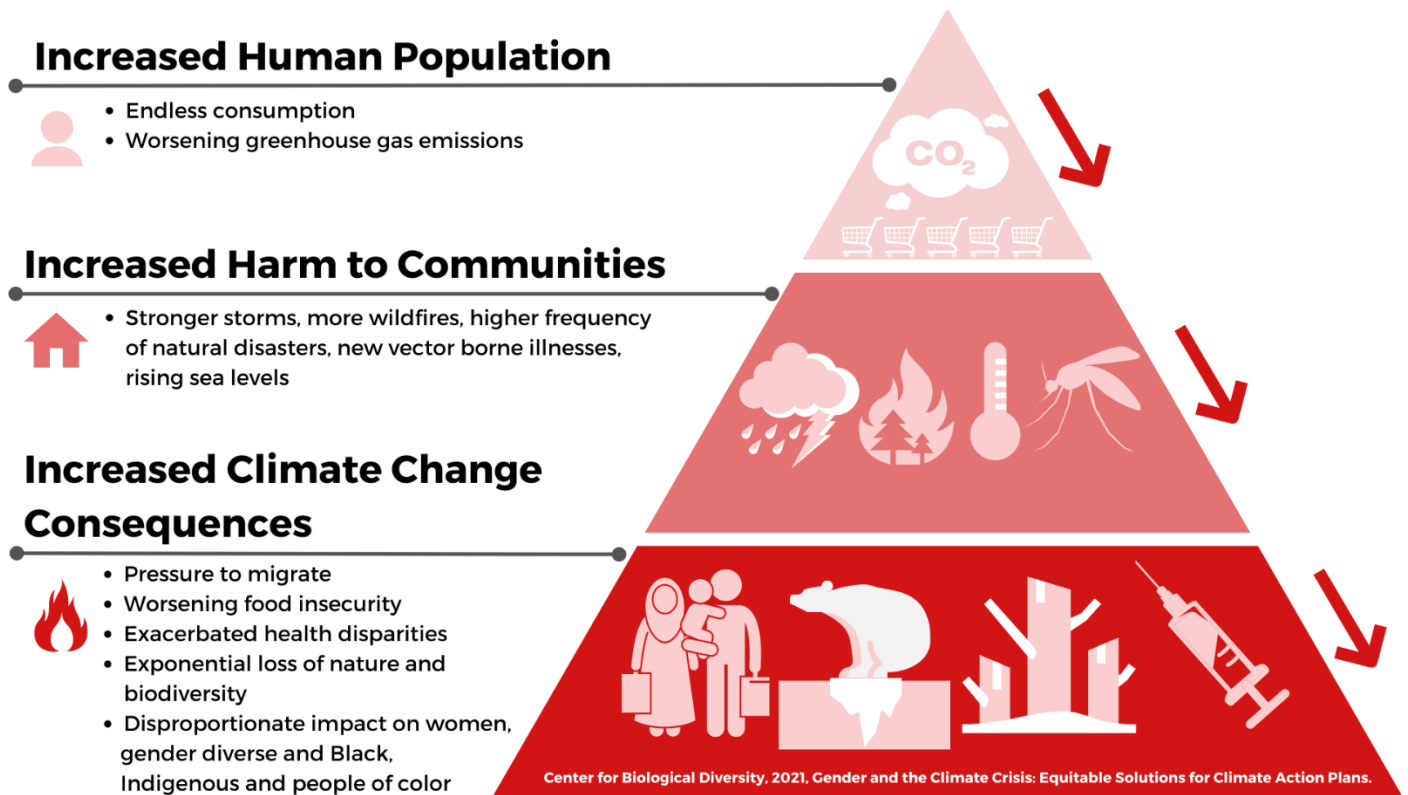 Increased Human Population
• Endless consumption
• Worsening greenhouse gas emissions
CO₂
Increased Harm to Communities
• Stronger storms, more wildfires, higher frequency
of natural disasters, new vector borne illnesses,
rising sea levels
Increased Climate Change
Consequences
• Pressure to migrate
• Worsening food insecurity
• Exacerbated health disparities
• Exponential loss of nature and
biodiversity
• Disproportionate impact on women,
gender diverse and Black,
Indigenous and people of color
Center for Biological Diversity, 2021, Gender and the Climate Crisis: Equitable Solutions for Climate Action Plans.